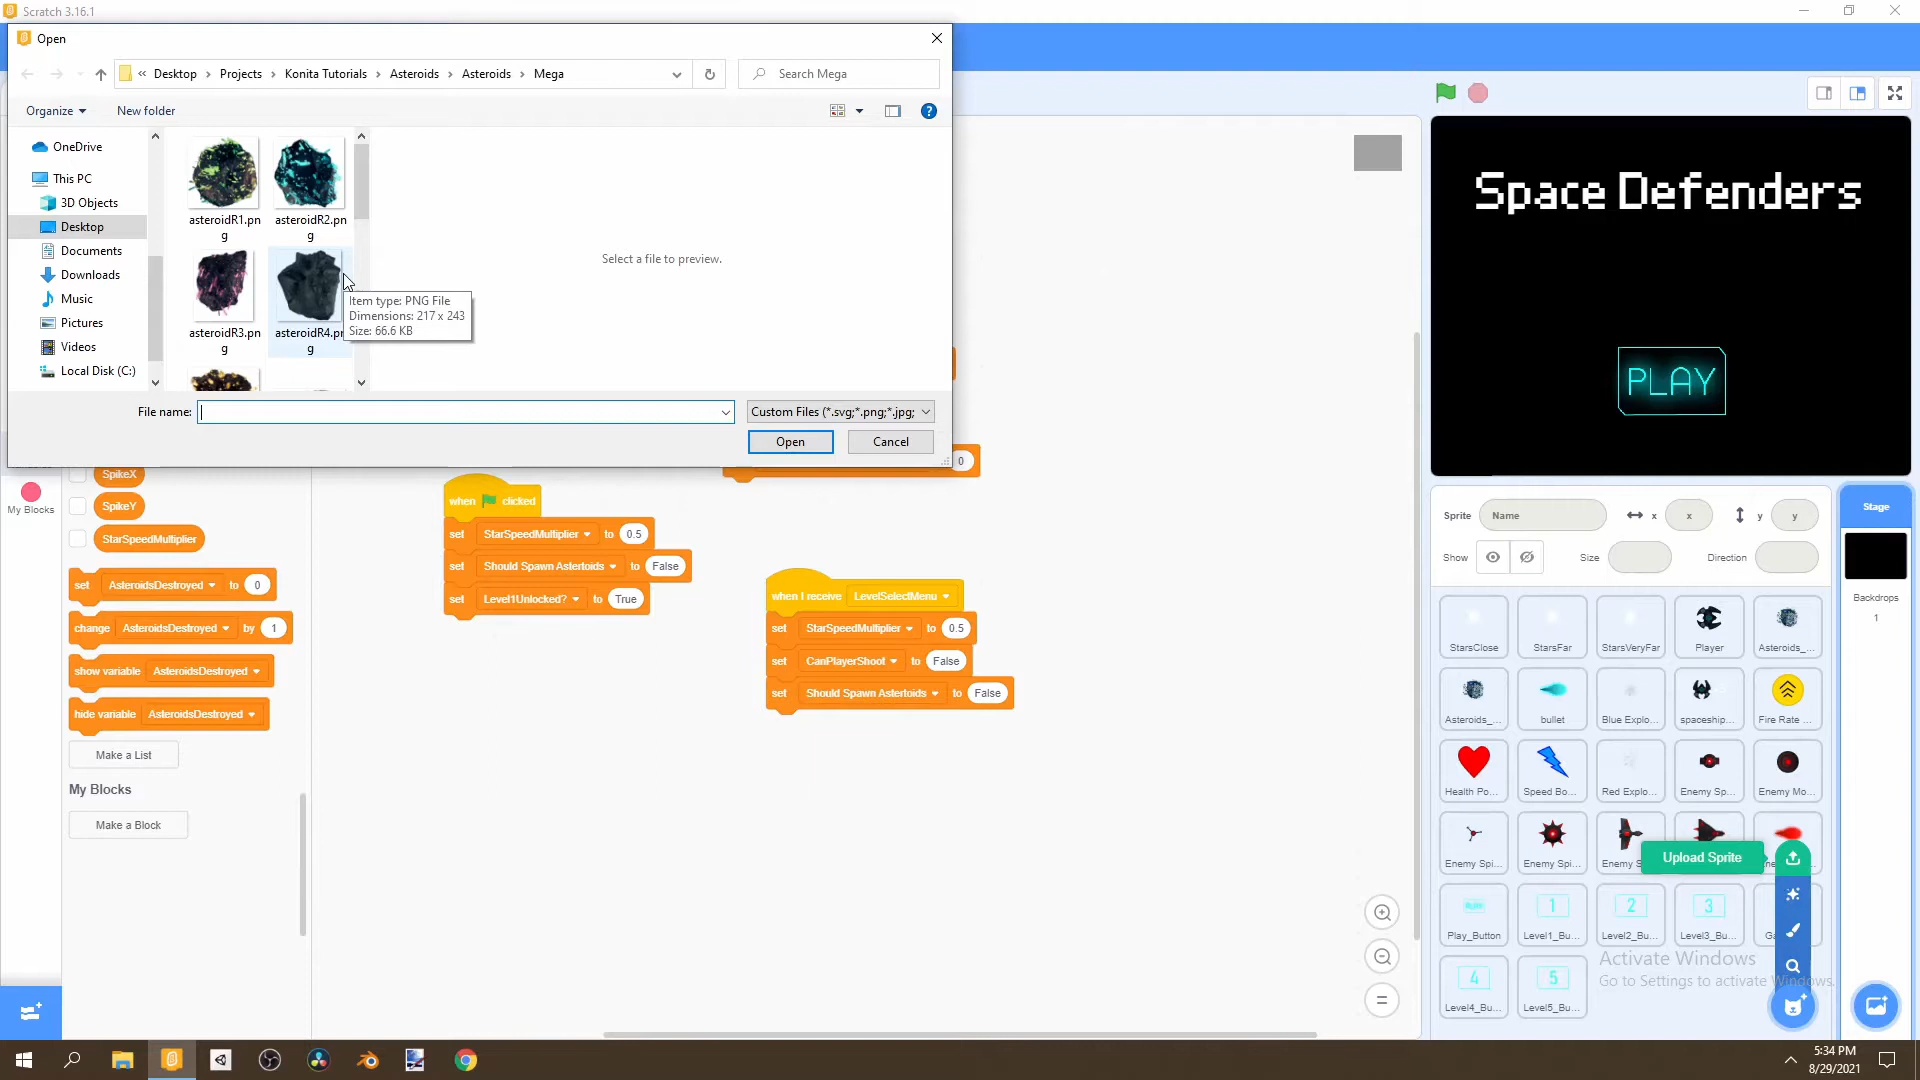 Scratch 3.16.1
Open
« Desktop › Projects › Konita Tutorials › Asteroids › Asteroids › Mega
Search Mega
Organize
New folder
OneDrive
This PC
3D Objects
Desktop
Documents
Downloads
Music
Pictures
Videos
Local Disk (C:)
asteroidR1.pn
g
asteroidR2.pn
g
asteroidR3.pn
g
asteroidR4.pn
g
Item type: PNG File
Dimensions: 217 x 243
Size: 66.6 KB
Select a file to preview.
File name:
Custom Files (*.svg;*.png;*.jpg;
Open
Cancel
My Blocks
SpikeX
SpikeY
StarSpeedMultiplier
set AsteroidsDestroyed to 0
change AsteroidsDestroyed by 1
show variable AsteroidsDestroyed
hide variable AsteroidsDestroyed
Make a List
My Blocks
Make a Block
0
when clicked
set StarSpeedMultiplier to 0.5
set Should Spawn Astertoids to False
set Level1Unlocked? to True
when I receive LevelSelectMenu
set StarSpeedMultiplier to 0.5
set CanPlayerShoot to False
set Should Spawn Astertoids to False
Space Defenders
PLAY
Sprite Name x x y y
Show Size Direction
Stage
Backdrops
1
StarsClose StarsFar StarsVeryFar Player Asteroids_...
Asteroids_... bullet Blue Explo... spaceship... Fire Rate ...
Health Po... Speed Bo... Red Explo... Enemy Sp... Enemy Mo...
Enemy Spi... Enemy Spi... Enemy S
Upload Sprite
1 2 3
Play_Button Level1_Bu... Level2_Bu... Level3_Bu... Ga
4 5
Level4_Bu... Level5_Bu...
Activate Windows
Go to Settings to activate Windows.
5:34 PM
8/29/2021